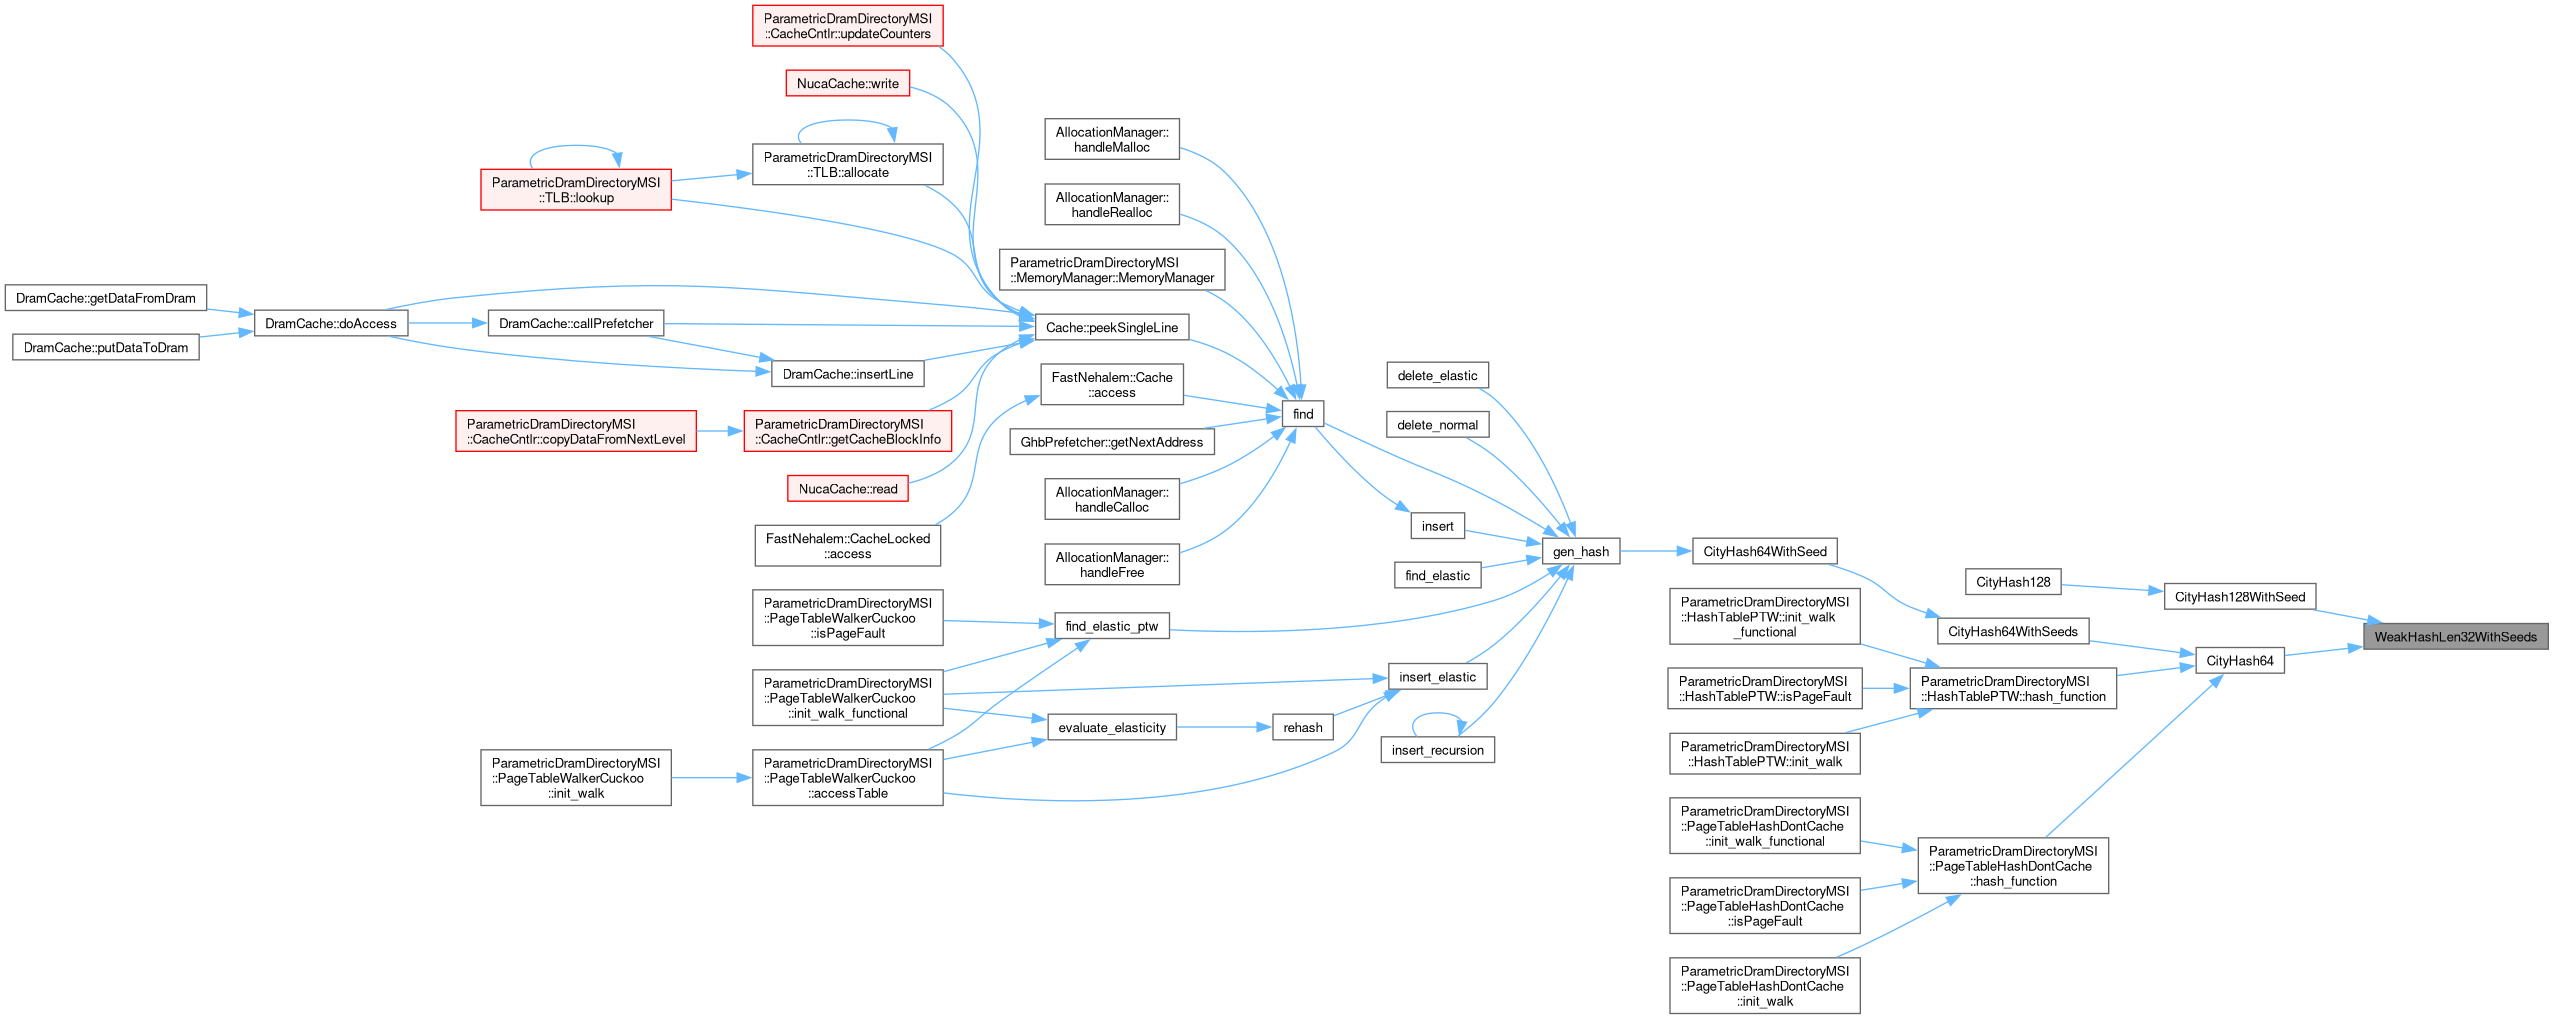 ParametricDramDirectoryMSI
::CacheCntlr::updateCounters
NucaCache::write
ParametricDramDirectoryMSI
::TLB::allocate
ParametricDramDirectoryMSI
::TLB::lookup
DramCache::getDataFromDram
DramCache::putDataToDram
DramCache::doAccess
DramCache::callPrefetcher
DramCache::insertLine
ParametricDramDirectoryMSI
::CacheCntlr::copyDataFromNextLevel
ParametricDramDirectoryMSI
::CacheCntlr::getCacheBlockInfo
NucaCache::read
FastNehalem::CacheLocked
::access
ParametricDramDirectoryMSI
::PageTableWalkerCuckoo
::isPageFault
ParametricDramDirectoryMSI
::PageTableWalkerCuckoo
::init_walk_functional
ParametricDramDirectoryMSI
::PageTableWalkerCuckoo
::init_walk
ParametricDramDirectoryMSI
::PageTableWalkerCuckoo
::accessTable
AllocationManager::
handleMalloc
AllocationManager::
handleRealloc
ParametricDramDirectoryMSI
::MemoryManager::MemoryManager
Cache::peekSingleLine
FastNehalem::Cache
::access
GhbPrefetcher::getNextAddress
AllocationManager::
handleCalloc
AllocationManager::
handleFree
find_elastic_ptw
evaluate_elasticity
find
rehash
delete_elastic
delete_normal
insert
find_elastic
insert_elastic
insert_recursion
gen_hash
CityHash64WithSeed
ParametricDramDirectoryMSI
::HashTablePTW::init_walk
_functional
ParametricDramDirectoryMSI
::HashTablePTW::isPageFault
ParametricDramDirectoryMSI
::HashTablePTW::init_walk
ParametricDramDirectoryMSI
::PageTableHashDontCache
::init_walk_functional
ParametricDramDirectoryMSI
::PageTableHashDontCache
::isPageFault
ParametricDramDirectoryMSI
::PageTableHashDontCache
::init_walk
CityHash128
CityHash64WithSeeds
ParametricDramDirectoryMSI
::HashTablePTW::hash_function
ParametricDramDirectoryMSI
::PageTableHashDontCache
::hash_function
CityHash128WithSeed
CityHash64
WeakHashLen32WithSeeds